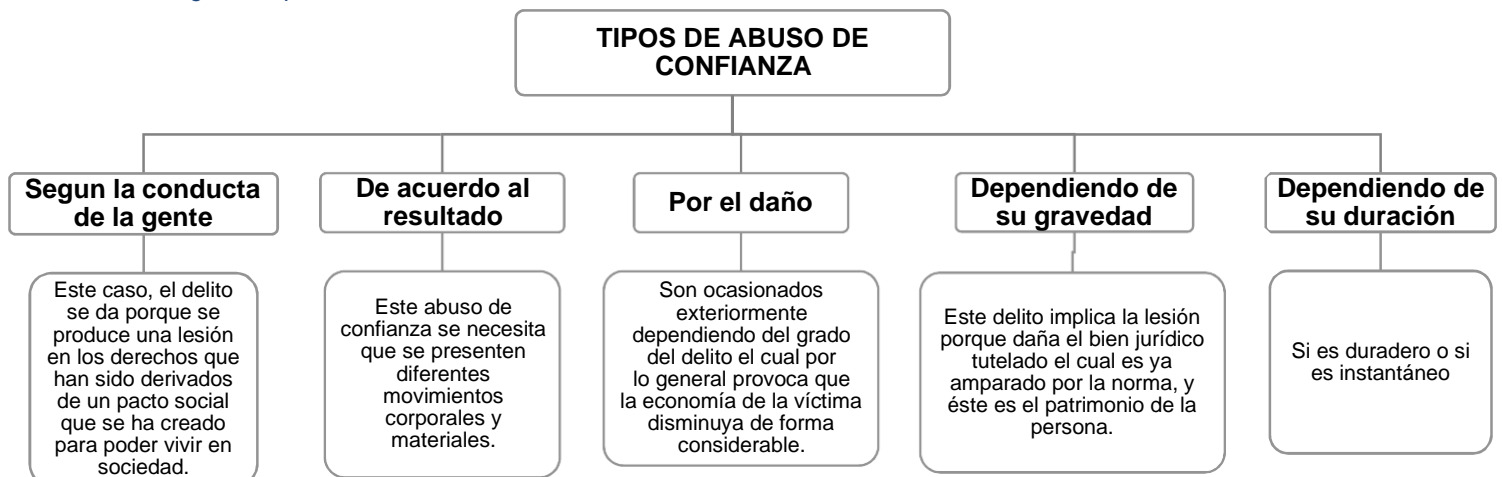 TIPOS DE ABUSO DE
CONFIANZA
Segun la conducta
de la gente
De acuerdo al
resultado
Por el daño
Dependiendo de
su gravedad
Dependiendo de
su duración
Este caso, el delito
se da porque se
produce una lesión
en los derechos que
han sido derivados
de un pacto social
que se ha creado
para poder vivir en
sociedad.
Este abuso de
confianza se necesita
que se presenten
diferentes
movimientos
corporales y
materiales.
Son ocasionados
exteriormente
dependiendo del grado
del delito el cual por
lo general provoca que
la economía de la víctima
disminuya de forma
considerable.
Este delito implica la lesión
porque daña el bien jurídico
tutelado el cual es ya
amparado por la norma, y
éste es el patrimonio de la
persona.
Si es duradero o si
es instantáneo